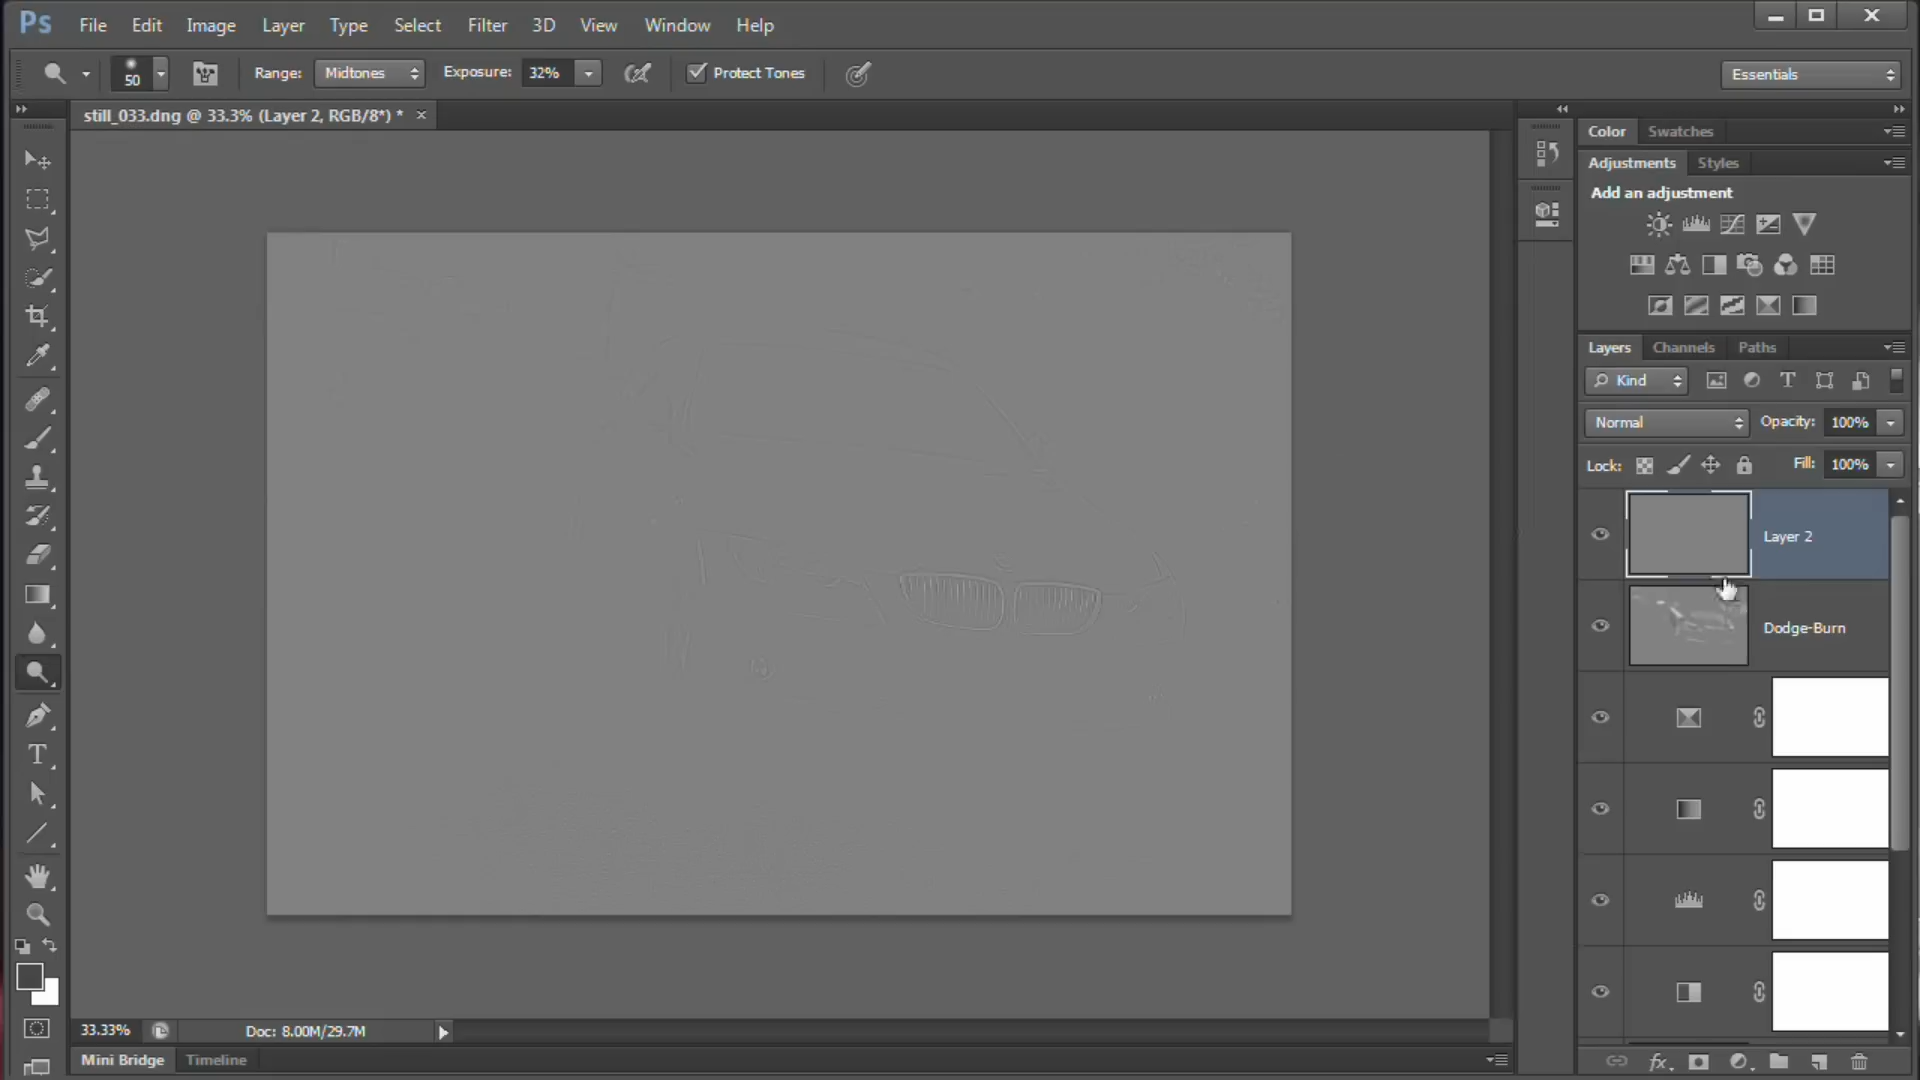 Ps File Edit Image Layer Select Filter 3D View Window Help
50 Range: Midtones Exposure: 32% Protect Tones Essentials
still_033.dng @ 33.3% (Layer 2, RGB/8*) * ×
Color Swatches
Adjustments Styles
Add an adjustment
Layers Channels Paths
Kind
Normal Opacity: 100%
Lock: Fill: 100%
Layer 2
Dodge-Burn
33.33% Doc: 8.00M/29.7M
Mini Bridge Timeline
fx